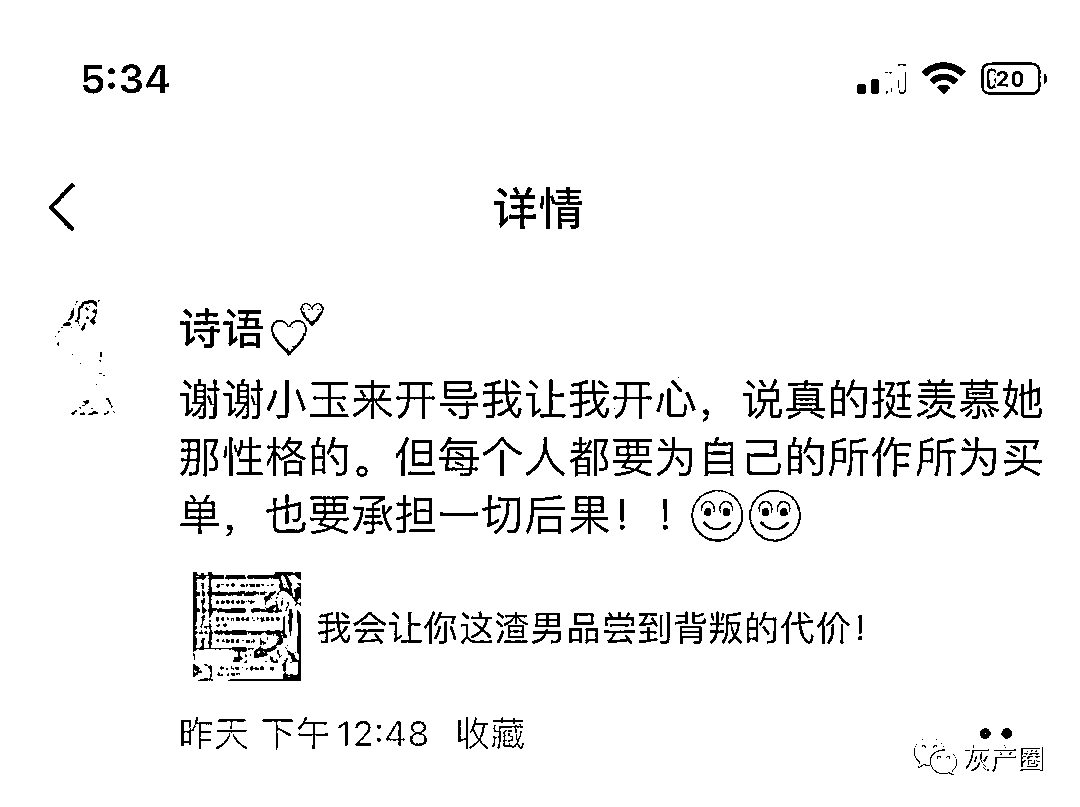 5:34
20
详情
诗语
谢谢小玉来开导我让我开心，说真的挺羡慕她
那性格的。但每个人都要为自己的所作所为买
单，也要承担一切后果！！
我会让你这渣男品尝到背叛的代价！
昨天 下午12:48 收藏
灰产圈